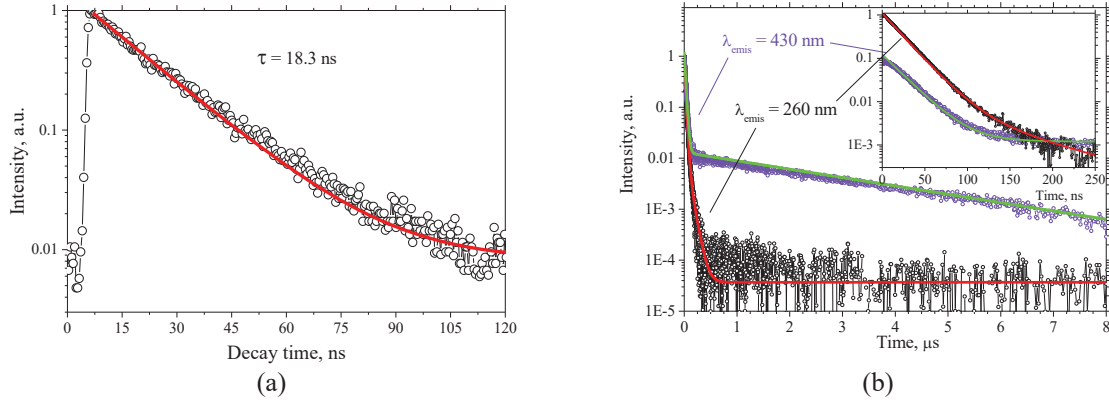 1
0.1
0.01
Intensity, a.u.
τ = 18.3 ns
0 15 30 45 60 75 90 105 120
Decay time, ns
(a)
1
0.1
0.01
1E-3
1E-4
1E-5
Intensity, a.u.
λemis = 430 nm
λemis = 260 nm
0 1 2 3 4 5 6 7 8
Time, μs
1
0.1
0.01
1E-3
0 50 100 150 200 250
Time, ns
(b)